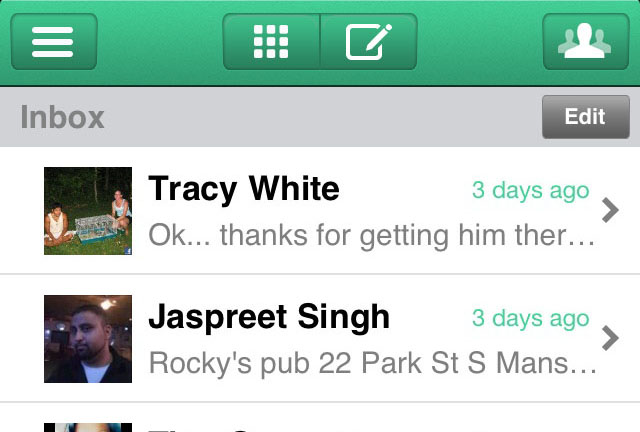 Inbox
Edit
Tracy White
3 days ago
Ok... thanks for getting him ther...
Jaspreet Singh
3 days ago
Rocky's pub 22 Park St S Mans...